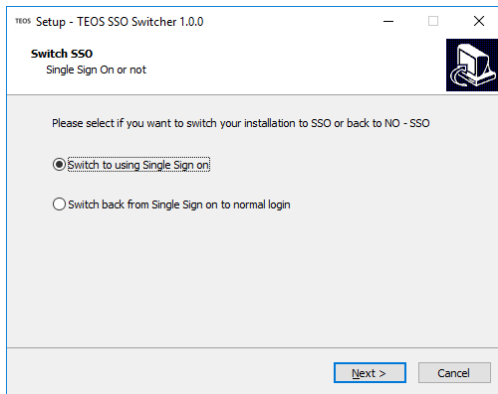 TEOS Setup - TEOS SSO Switcher 1.0.0
Switch SSO
Single Sign On or not
Please select if you want to switch your installation to SSO or back to NO - SSO
Switch to using Single Sign on
Switch back from Single Sign on to normal login
Next > Cancel